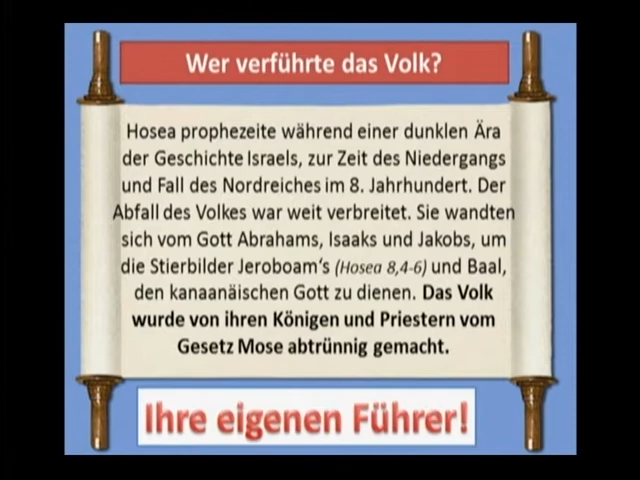 Wer verführte das Volk?
Hosea prophezeite während einer dunklen Ära
der Geschichte Israels, zur Zeit des Niedergangs
und Fall des Nordreiches im 8. Jahrhundert. Der
Abfall des Volkes war weit verbreitet. Sie wandten
sich vom Gott Abrahams, Isaaks und Jakobs, um
die Stierbilder Jeroboam‘s (Hosea 8,4-6) und Baal,
den kanaanäischen Gott zu dienen. Das Volk
wurde von ihren Königen und Priestern vom
Gesetz Mose abtrünnig gemacht.
Ihre eigenen Führer!